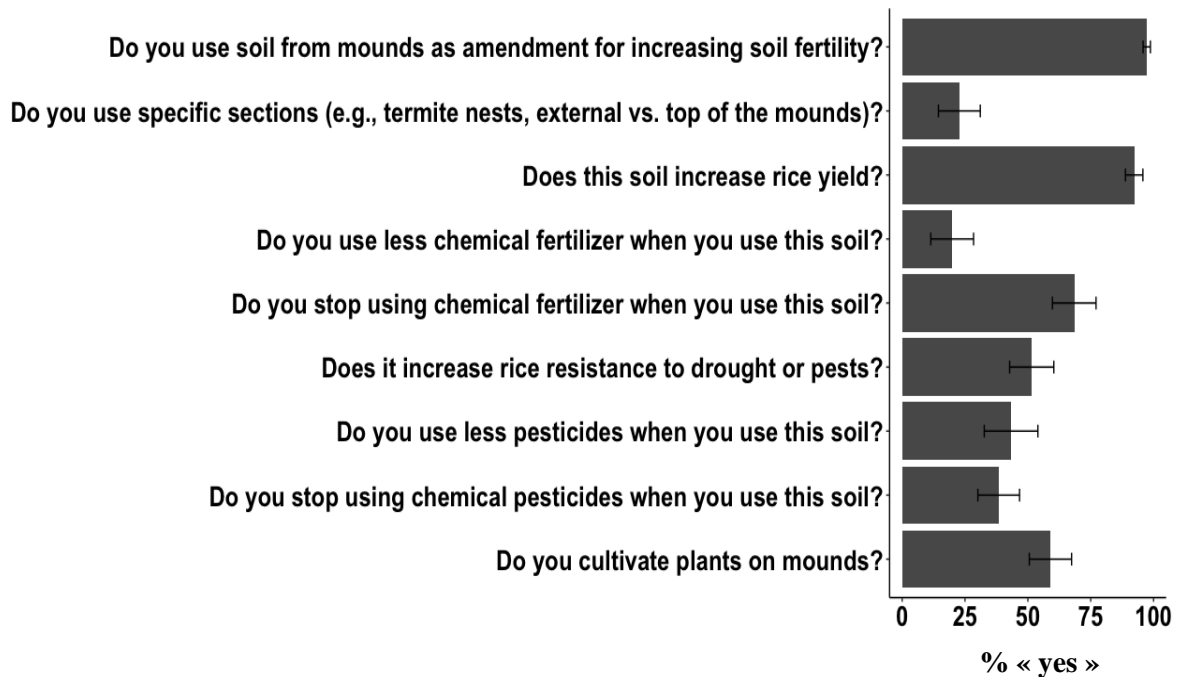 Do you use soil from mounds as amendment for increasing soil fertility?
Do you use specific sections (e.g., termite nests, external vs. top of the mounds)?
Does this soil increase rice yield?
Do you use less chemical fertilizer when you use this soil?
Do you stop using chemical fertilizer when you use this soil?
Does it increase rice resistance to drought or pests?
Do you use less pesticides when you use this soil?
Do you stop using chemical pesticides when you use this soil?
Do you cultivate plants on mounds?
0 25 50 75 100
% « yes »